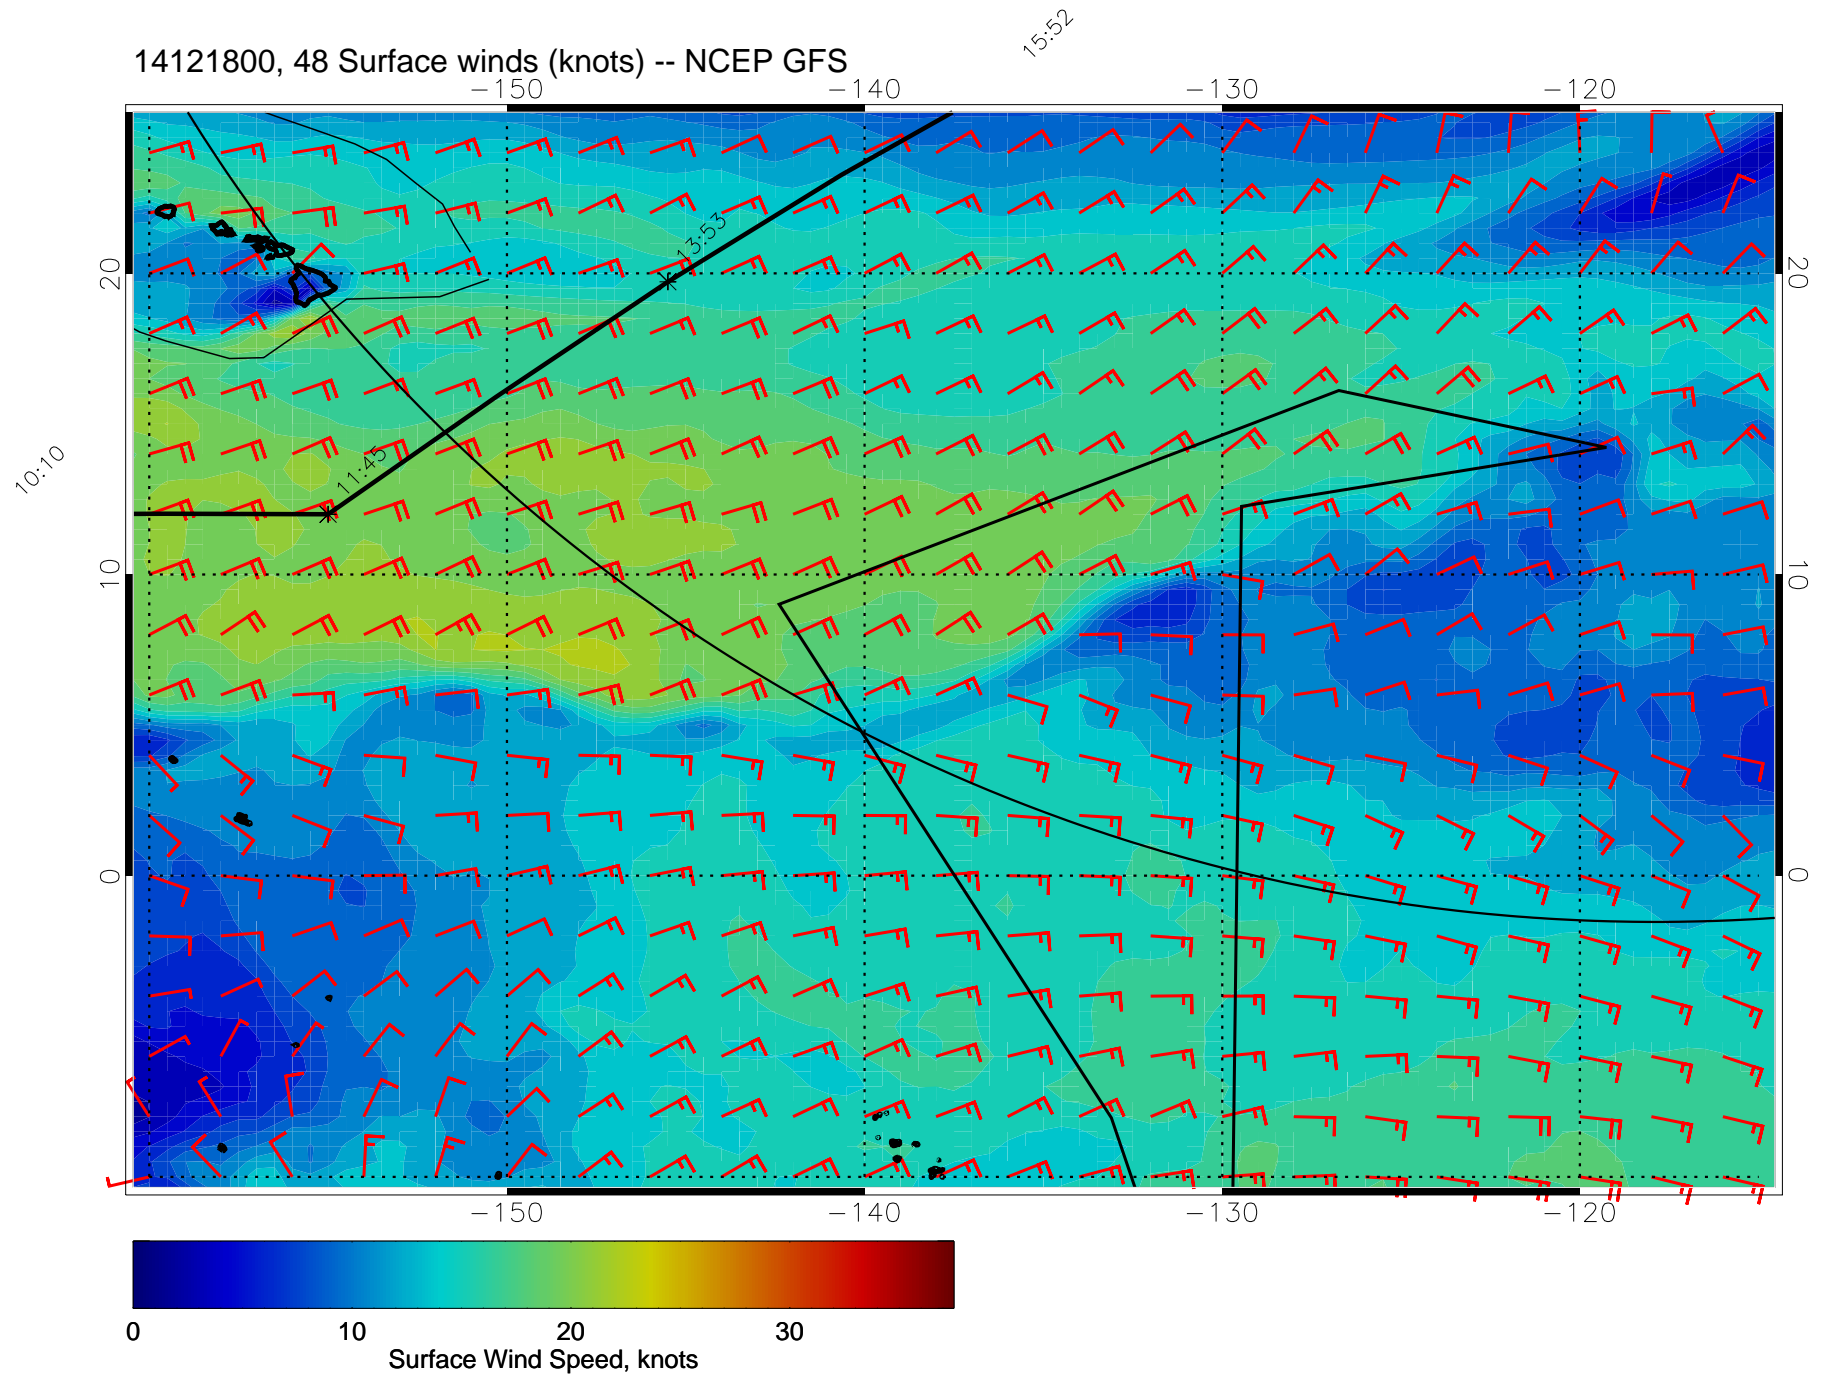 15:52
14121800, 48 Surface winds (knots) -- NCEP GFS
-150 -140 -130 -120
13:53
20 20
11:45
10:10
10 10
0 0
-150 -140 -130 -120
0 10 20 30
Surface Wind Speed, knots